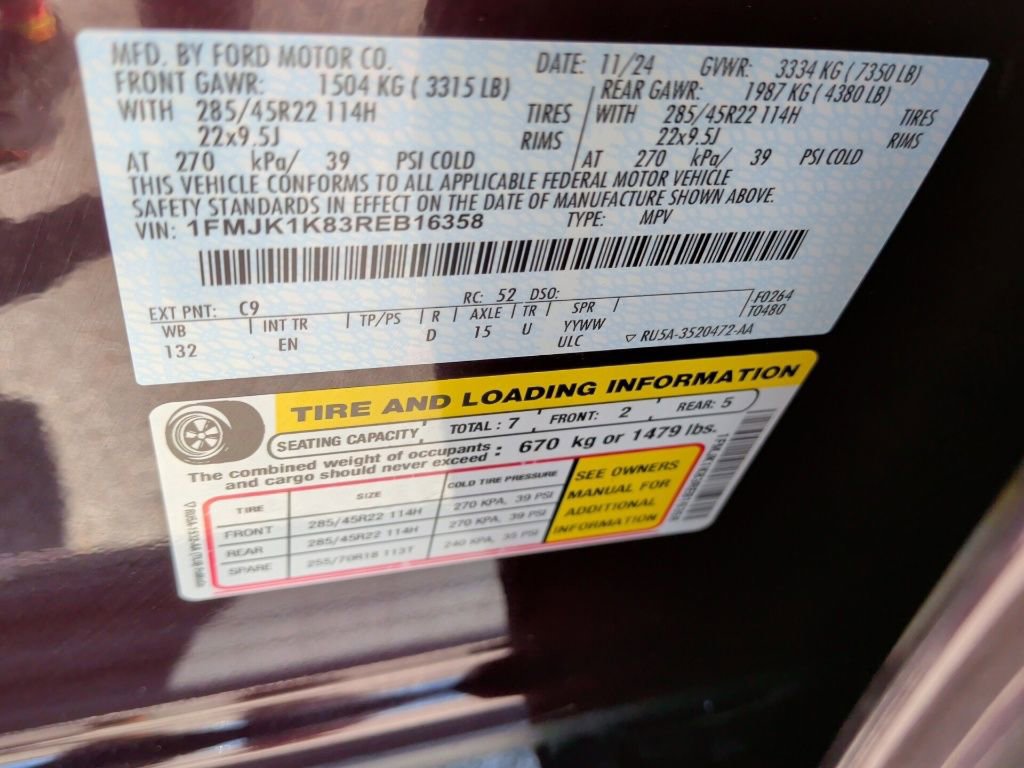 MFD. BY FORD MOTOR CO. DATE: 11/24 GVWR: 3334 KG ( 7350 LB)
FRONT GAWR: 1504 KG ( 3315 LB) REAR GAWR: 1987 KG ( 4380 LB)
WITH 285/45R22 114H TIRES WITH 285/45R22 114H TIRES
22x9.5J RIMS 22x9.5J RIMS
AT 270 kPa/ 39 PSI COLD AT 270 kPa/ 39 PSI COLD
THIS VEHICLE CONFORMS TO ALL APPLICABLE FEDERAL MOTOR VEHICLE
SAFETY STANDARDS IN EFFECT ON THE DATE OF MANUFACTURE SHOWN ABOVE.
VIN: 1FMJK1K83REB16358 TYPE: MPV
EXT PNT: C9 RC: 52 DSO: F0264
WB INT TR TP/PS R AXLE TR SPR T0480
132 EN D 15 U YYWW
ULC ▽ RU5A-3520472-AA
TIRE AND LOADING INFORMATION
SEATING CAPACITY TOTAL : 7 FRONT: 2 REAR: 5
The combined weight of occupants
and cargo should never exceed : 670 kg or 1479 lbs.
TIRE SIZE COLD TIRE PRESSURE
FRONT 285/45R22 114H 270 KPA, 39 PSI
REAR 285/45R22 114H 270 KPA, 39 PSI
SPARE 255/70R18 113T 240 KPA, 35 PSI
SEE OWNERS
MANUAL FOR
ADDITIONAL
INFORMATION